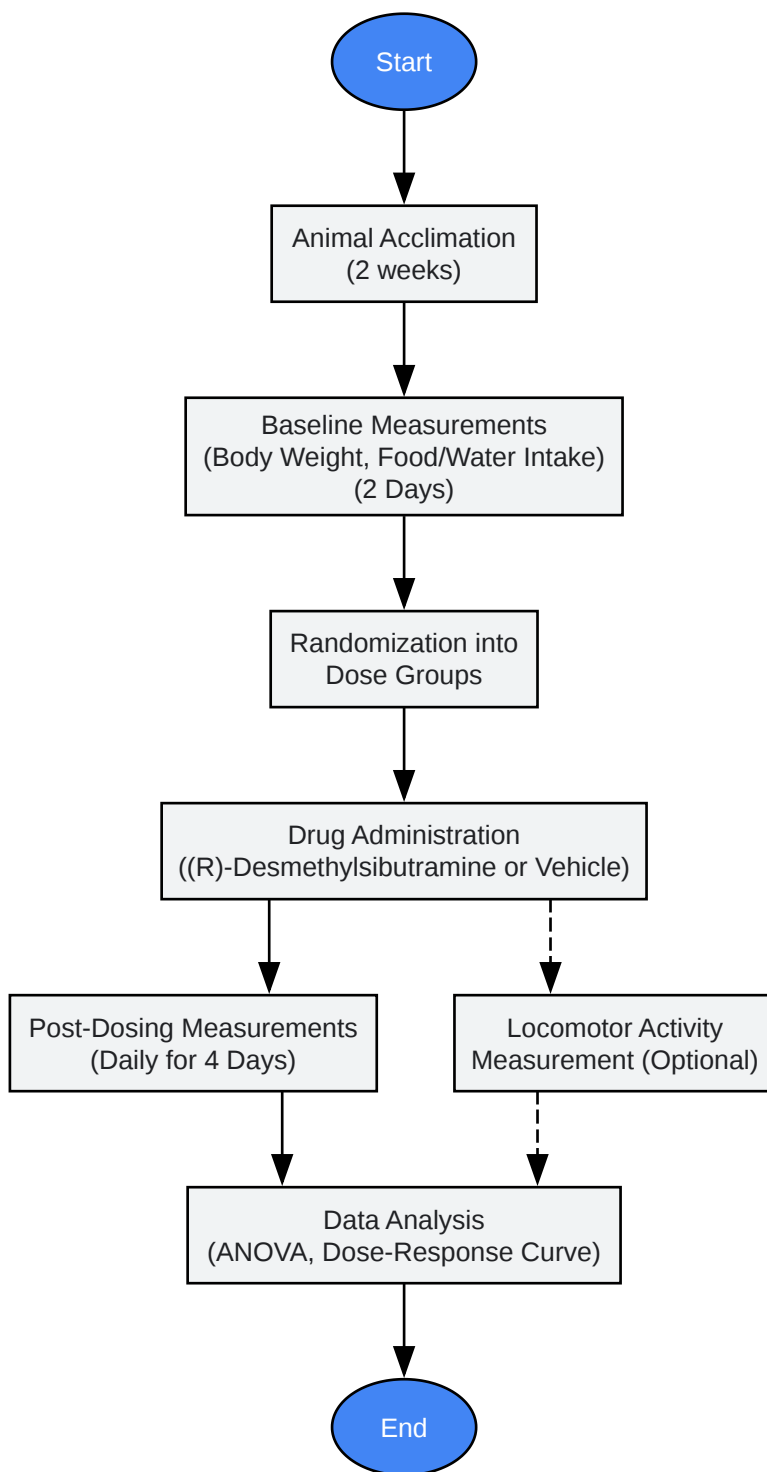 Start
Animal Acclimation
(2 weeks)
Baseline Measurements
(Body Weight, Food/Water Intake)
(2 Days)
Randomization into
Dose Groups
Drug Administration
((R)-Desmethylsibutramine or Vehicle)
Post-Dosing Measurements
(Daily for 4 Days)
Locomotor Activity
Measurement (Optional)
Data Analysis
(ANOVA, Dose-Response Curve)
End